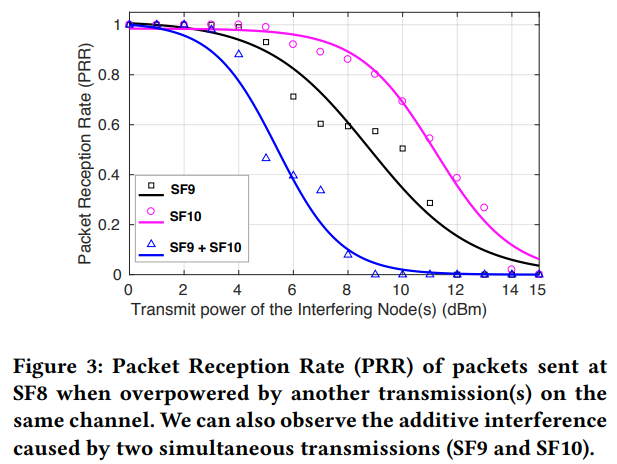 Packet Reception Rate (PRR)
1
0.8
0.6
0.4
0.2
0
SF9
SF10
SF9 + SF10
0 2 4 6 8 10 12 14 15
Transmit power of the Interfering Node(s) (dBm)
Figure 3: Packet Reception Rate (PRR) of packets sent at
SF8 when overpowered by another transmission(s) on the
same channel. We can also observe the additive interference
caused by two simultaneous transmissions (SF9 and SF10).